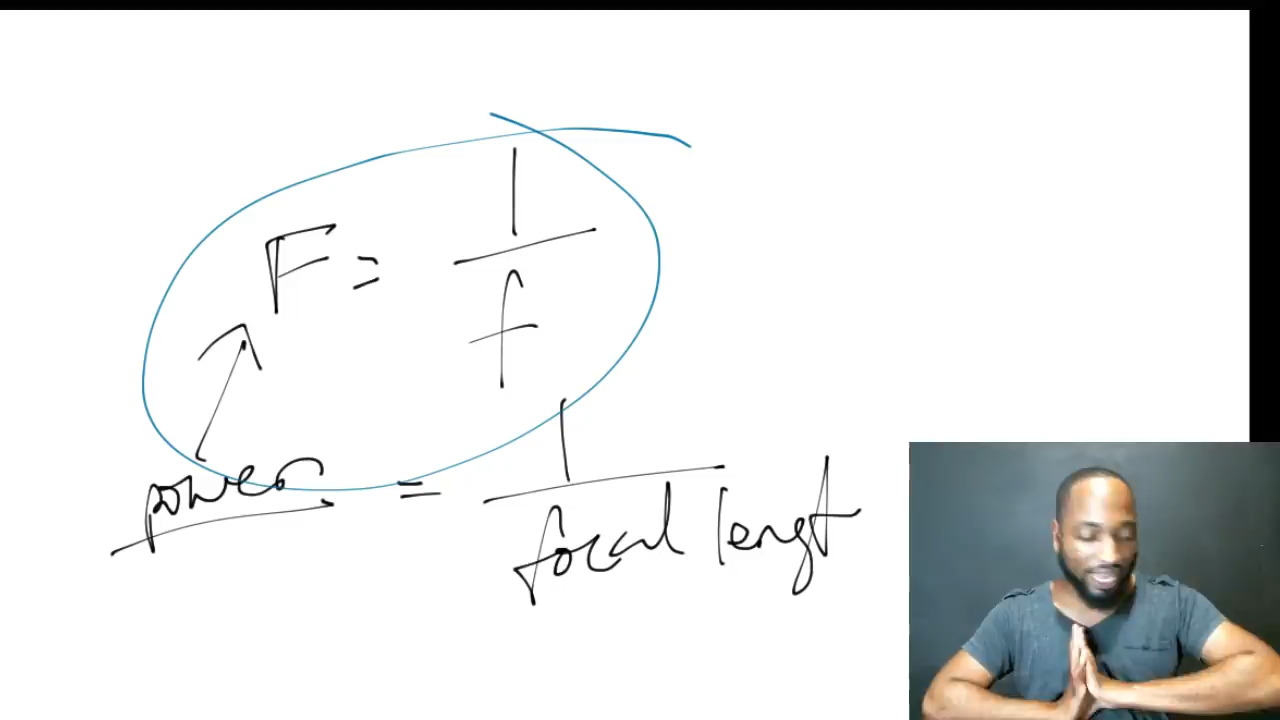 F = 1/f
power = 1/focal lengt